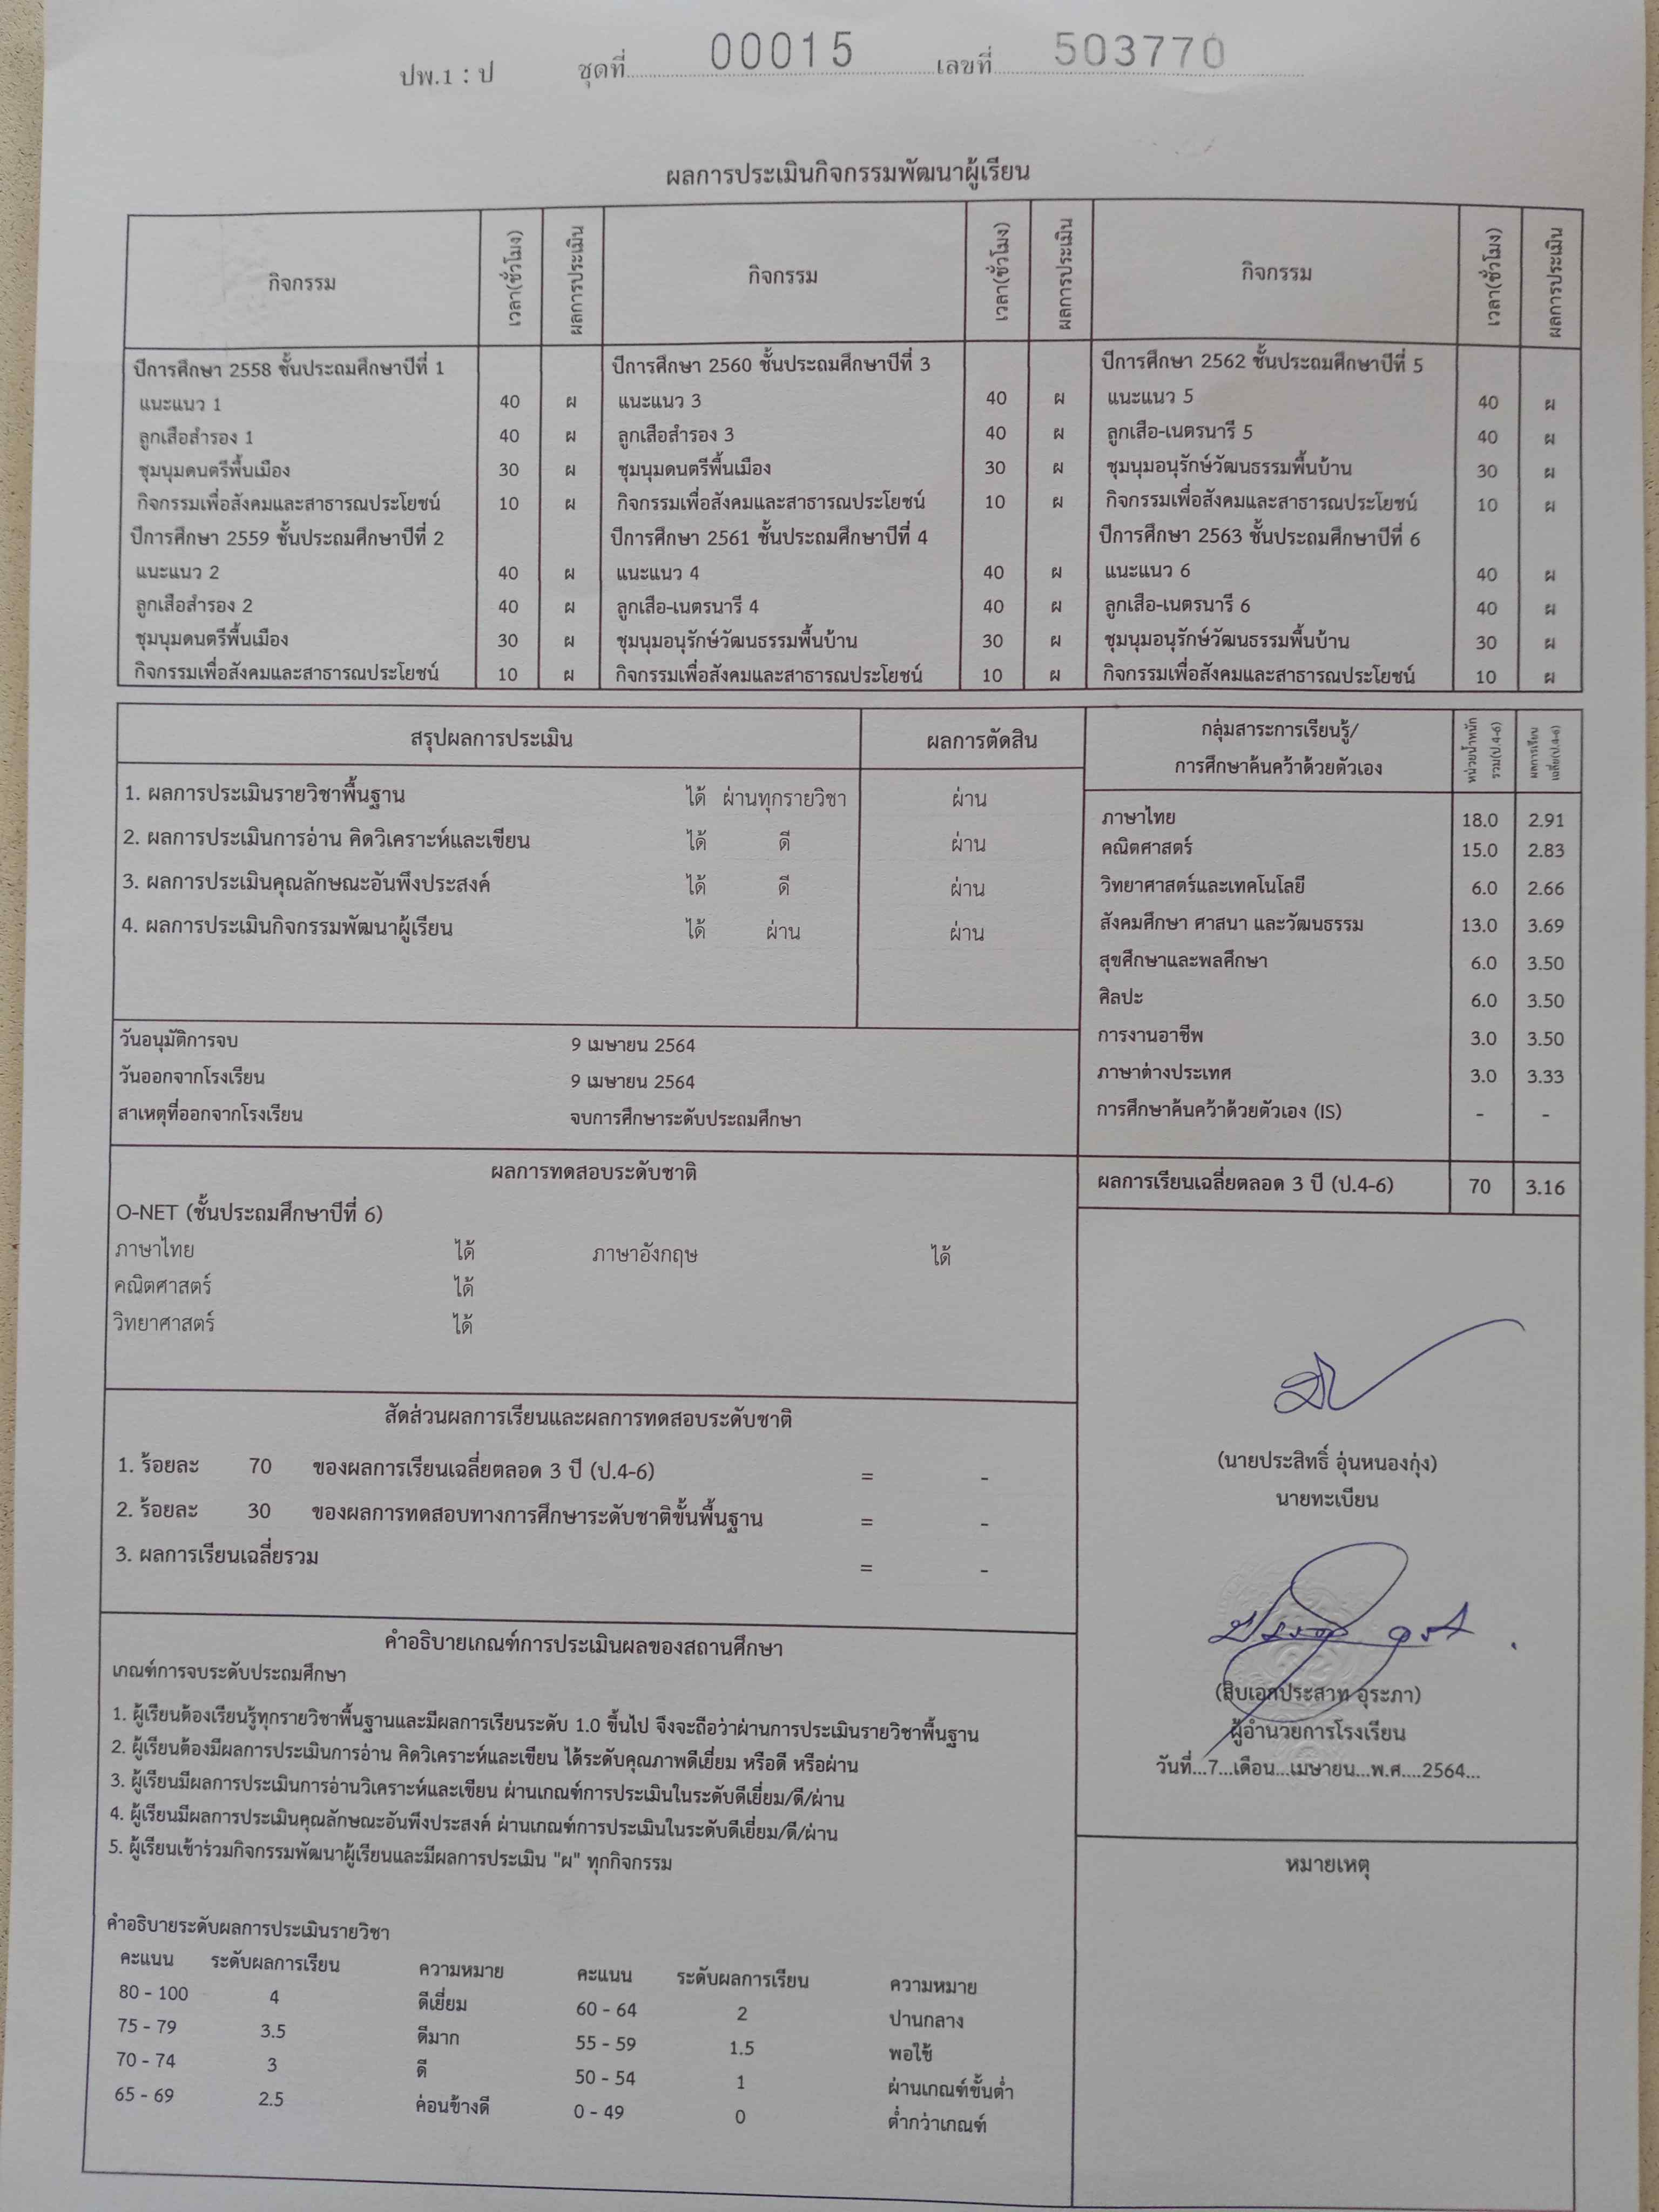 ปพ.1 : ป ชุดที่ 00015 เลขที่ 503770
ผลการประเมินกิจกรรมพัฒนาผู้เรียน
กิจกรรม เวลา(ชั่วโมง) ผลการประเมิน กิจกรรม เวลา(ชั่วโมง) ผลการประเมิน กิจกรรม เวลา(ชั่วโมง) ผลการประเมิน
ปีการศึกษา 2558 ชั้นประถมศึกษาปีที่ 1 ปีการศึกษา 2560 ชั้นประถมศึกษาปีที่ 3 ปีการศึกษา 2562 ชั้นประถมศึกษาปีที่ 5
แนะแนว 1 40 ผ แนะแนว 3 40 ผ แนะแนว 5 40 ผ
ลูกเสือสำรอง 1 40 ผ ลูกเสือสำรอง 3 40 ผ ลูกเสือ-เนตรนารี 5 40 ผ
ชุมนุมดนตรีพื้นเมือง 30 ผ ชุมนุมดนตรีพื้นเมือง 30 ผ ชุมนุมอนุรักษ์วัฒนธรรมพื้นบ้าน 30 ผ
กิจกรรมเพื่อสังคมและสาธารณประโยชน์ 10 ผ กิจกรรมเพื่อสังคมและสาธารณประโยชน์ 10 ผ กิจกรรมเพื่อสังคมและสาธารณประโยชน์ 10 ผ
ปีการศึกษา 2559 ชั้นประถมศึกษาปีที่ 2 ปีการศึกษา 2561 ชั้นประถมศึกษาปีที่ 4 ปีการศึกษา 2563 ชั้นประถมศึกษาปีที่ 6
แนะแนว 2 40 ผ แนะแนว 4 40 ผ แนะแนว 6 40 ผ
ลูกเสือสำรอง 2 40 ผ ลูกเสือ-เนตรนารี 4 40 ผ ลูกเสือ-เนตรนารี 6 40 ผ
ชุมนุมดนตรีพื้นเมือง 30 ผ ชุมนุมอนุรักษ์วัฒนธรรมพื้นบ้าน 30 ผ ชุมนุมอนุรักษ์วัฒนธรรมพื้นบ้าน 30 ผ
กิจกรรมเพื่อสังคมและสาธารณประโยชน์ 10 ผ กิจกรรมเพื่อสังคมและสาธารณประโยชน์ 10 ผ กิจกรรมเพื่อสังคมและสาธารณประโยชน์ 10 ผ
สรุปผลการประเมิน ผลการตัดสิน
1. ผลการประเมินรายวิชาพื้นฐาน ได้ ผ่านทุกรายวิชา ผ่าน
2. ผลการประเมินการอ่าน คิดวิเคราะห์และเขียน ได้ ดี ผ่าน
3. ผลการประเมินคุณลักษณะอันพึงประสงค์ ได้ ดี ผ่าน
4. ผลการประเมินกิจกรรมพัฒนาผู้เรียน ได้ ผ่าน ผ่าน
วันอนุมัติการจบ 9 เมษายน 2564
วันออกจากโรงเรียน 9 เมษายน 2564
สาเหตุที่ออกจากโรงเรียน จบการศึกษาระดับประถมศึกษา
ผลการทดสอบระดับชาติ
O-NET (ชั้นประถมศึกษาปีที่ 6)
ภาษาไทย ได้ ภาษาอังกฤษ ได้
คณิตศาสตร์ ได้
วิทยาศาสตร์ ได้
สัดส่วนผลการเรียนและผลการทดสอบระดับชาติ
1. ร้อยละ 70 ของผลการเรียนเฉลี่ยตลอด 3 ปี (ป.4-6) = -
2. ร้อยละ 30 ของผลการทดสอบทางการศึกษาระดับชาติขั้นพื้นฐาน = -
3. ผลการเรียนเฉลี่ยรวม = -
คำอธิบายเกณฑ์การประเมินผลของสถานศึกษา
เกณฑ์การจบระดับประถมศึกษา
1. ผู้เรียนต้องเรียนรู้ทุกรายวิชาพื้นฐานและมีผลการเรียนระดับ 1.0 ขึ้นไป จึงจะถือว่าผ่านการประเมินรายวิชาพื้นฐาน
2. ผู้เรียนต้องมีผลการประเมินการอ่าน คิดวิเคราะห์และเขียน ได้ระดับคุณภาพดีเยี่ยม หรือดี หรือผ่าน
3. ผู้เรียนมีผลการประเมินการอ่านวิเคราะห์และเขียน ผ่านเกณฑ์การประเมินในระดับดีเยี่ยม/ดี/ผ่าน
4. ผู้เรียนมีผลการประเมินคุณลักษณะอันพึงประสงค์ ผ่านเกณฑ์การประเมินในระดับดีเยี่ยม/ดี/ผ่าน
5. ผู้เรียนเข้าร่วมกิจกรรมพัฒนาผู้เรียนและมีผลการประเมิน "ผ" ทุกกิจกรรม
คำอธิบายระดับผลการประเมินรายวิชา
คะแนน ระดับผลการเรียน ความหมาย คะแนน ระดับผลการเรียน ความหมาย
80 - 100 4 ดีเยี่ยม 60 - 64 2 ปานกลาง
75 - 79 3.5 ดีมาก 55 - 59 1.5 พอใช้
70 - 74 3 ดี 50 - 54 1 ผ่านเกณฑ์ขั้นต่ำ
65 - 69 2.5 ค่อนข้างดี 0 - 49 0 ต่ำกว่าเกณฑ์
กลุ่มสาระการเรียนรู้/
การศึกษาค้นคว้าด้วยตัวเอง
หน่วยน้ำหนัก
รวม(ป.4-6)
ผลการเรียน
เฉลี่ย(ป.4-6)
ภาษาไทย 18.0 2.91
คณิตศาสตร์ 15.0 2.83
วิทยาศาสตร์และเทคโนโลยี 6.0 2.66
สังคมศึกษา ศาสนา และวัฒนธรรม 13.0 3.69
สุขศึกษาและพลศึกษา 6.0 3.50
ศิลปะ 6.0 3.50
การงานอาชีพ 3.0 3.50
ภาษาต่างประเทศ 3.0 3.33
การศึกษาค้นคว้าด้วยตัวเอง (IS) - -
ผลการเรียนเฉลี่ยตลอด 3 ปี (ป.4-6) 70 3.16
(นายประสิทธิ์ อุ่นหนองกุ่ง)
นายทะเบียน
(สิบเอกประสาท อุระภา)
ผู้อำนวยการโรงเรียน
วันที่...7...เดือน...เมษายน...พ.ศ....2564...
หมายเหตุ